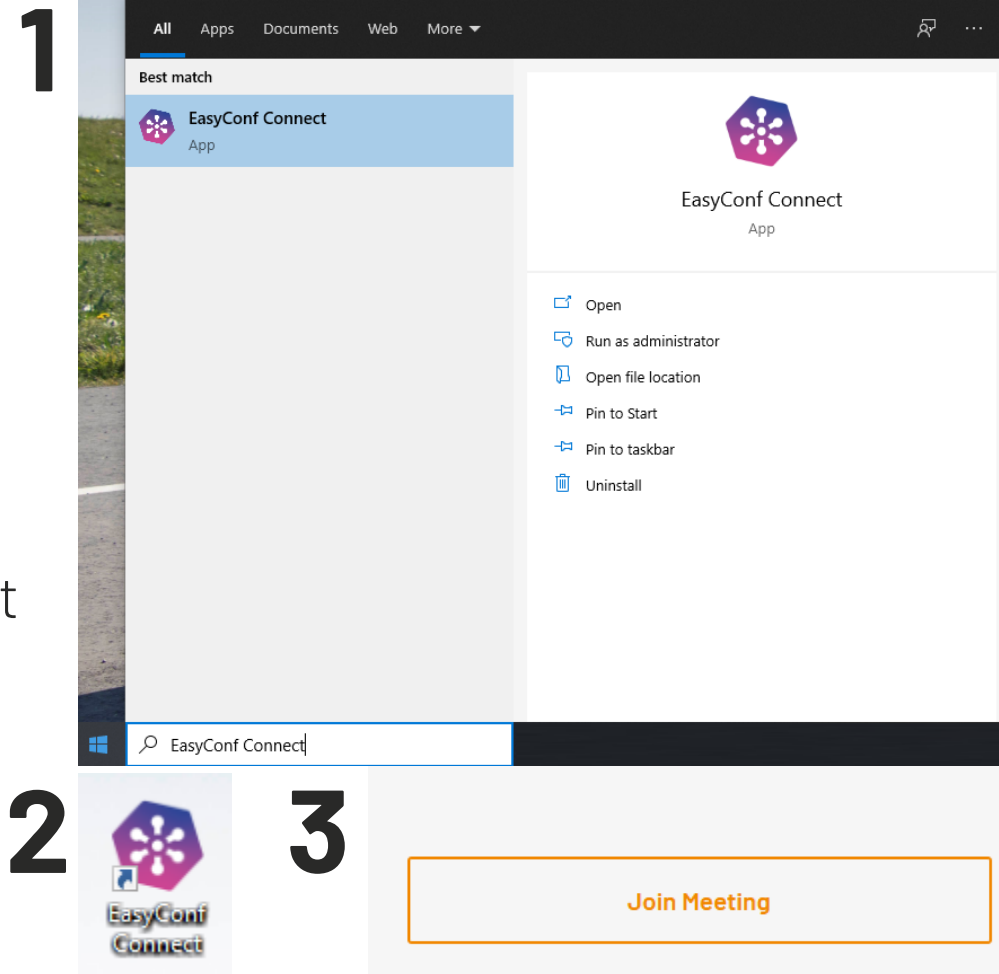 1
All Apps Documents Web More
Best match
EasyConf Connect
App
EasyConf Connect
App
Open
Run as administrator
Open file location
Pin to Start
Pin to taskbar
Uninstall
t
EasyConf Connect
2
EasyConf
Connect
3
Join Meeting